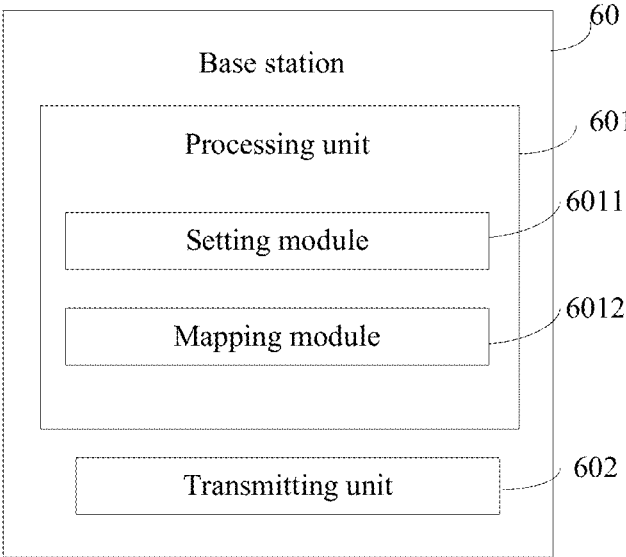 60
Base station
601
Processing unit
6011
Setting module
6012
Mapping module
602
Transmitting unit